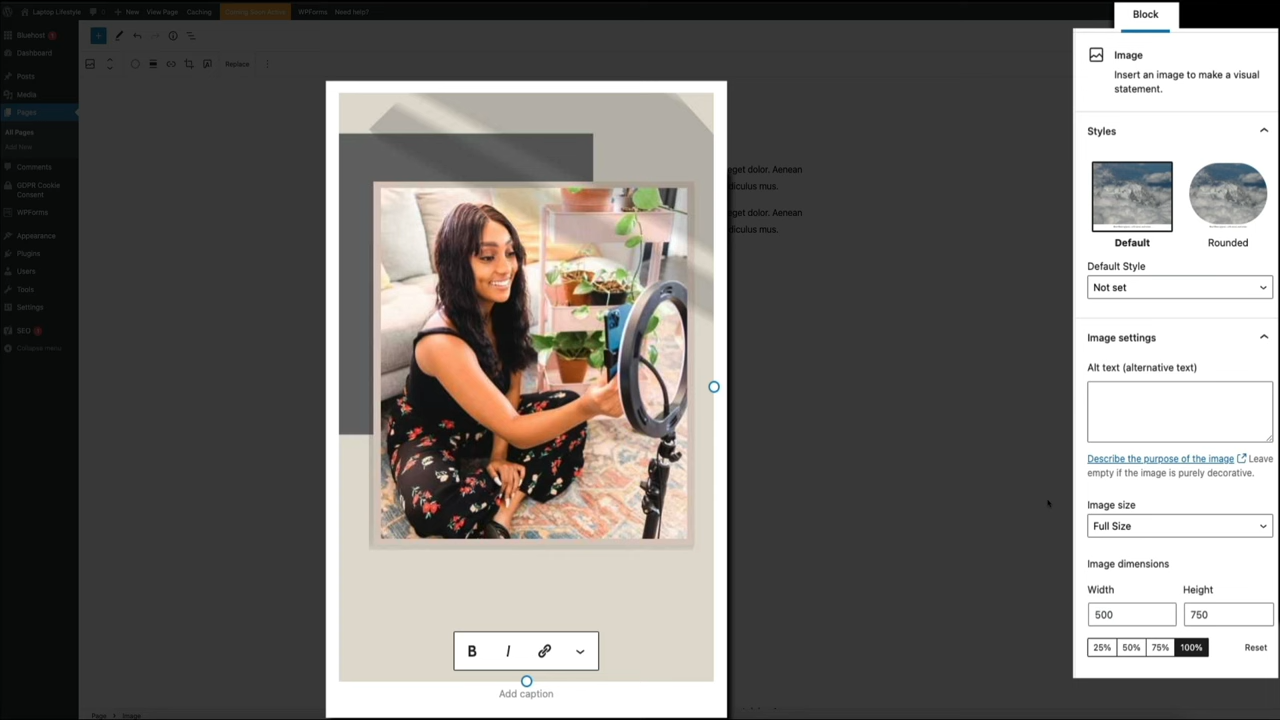 Laptop Lifestyle 0 New View Page Caching Coming Soon Active WPForms Need help?
Block
Bluehost
Dashboard
Posts
Media
Pages
All Pages
Add New
Comments
GDPR Cookie
Consent
WPForms
Appearance
Plugins
Users
Tools
Settings
SEO
Collapse menu
Replace
eget dolor. Aenean
diculus mus.
eget dolor. Aenean
diculus mus.
B I
Add caption
Page Image
Image
Insert an image to make a visual
statement.
Styles
Default Rounded
Default Style
Not set
Image settings
Alt text (alternative text)
Describe the purpose of the image Leave
empty if the image is purely decorative.
Image size
Full Size
Image dimensions
Width Height
500 750
25% 50% 75% 100% Reset